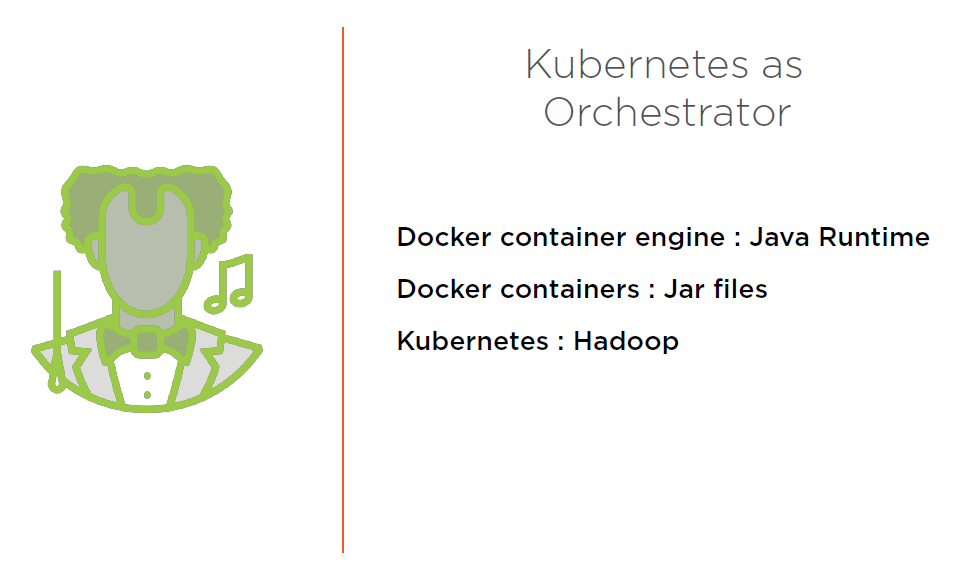 Kubernetes as
Orchestrator
Docker container engine : Java Runtime
Docker containers : Jar files
Kubernetes : Hadoop